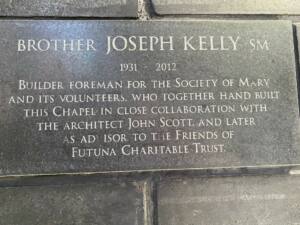 BROTHER JOSEPH KELLY SM
1931 - 2012
BUILDER FOREMAN FOR THE SOCIETY OF MARY
AND ITS VOLUNTEERS, WHO TOGETHER HAND BUILT
THIS CHAPEL IN CLOSE COLLABORATION WITH
THE ARCHITECT JOHN SCOTT, AND LATER
AS ADVISOR TO THE FRIENDS OF
FUTUNA CHARITABLE TRUST.